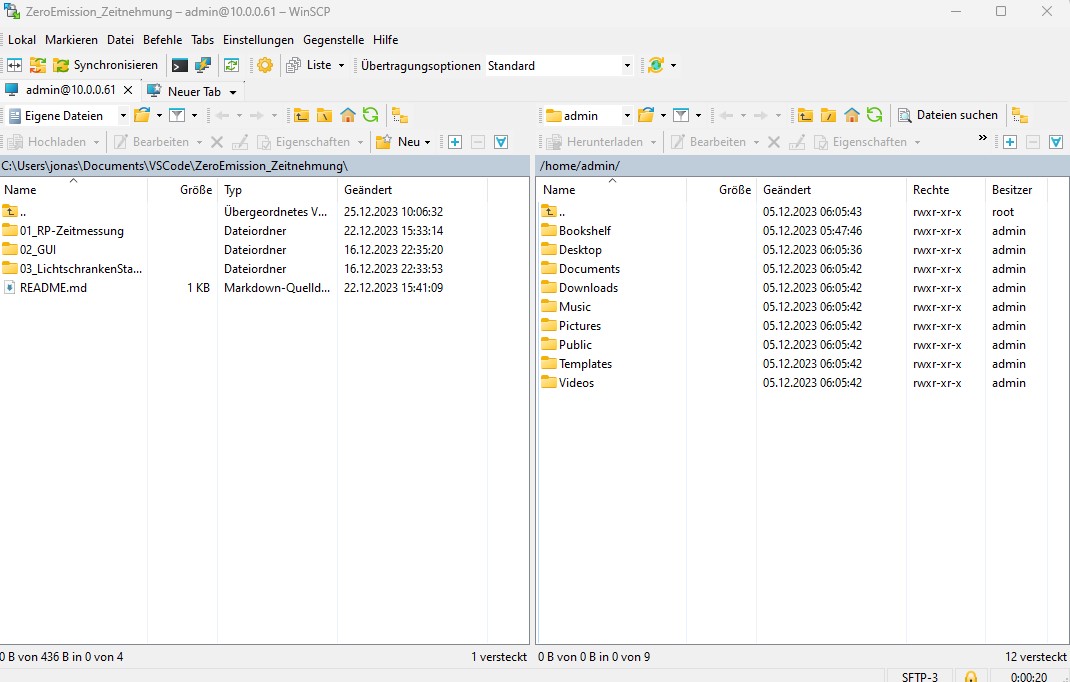 ZeroEmission_Zeitnehmung – admin@10.0.0.61 – WinSCP
Lokal Markieren Datei Befehle Tabs Einstellungen Gegenstelle Hilfe
Synchronisieren Liste Übertragungsoptionen Standard
admin@10.0.0.61 Neuer Tab
Eigene Dateien
Hochladen Bearbeiten Eigenschaften Neu
C:\Users\jonas\Documents\VSCode\ZeroEmission_Zeitnehmung\
Name Größe Typ Geändert
.. Übergeordnetes V... 25.12.2023 10:06:32
01_RP-Zeitmessung Dateiordner 22.12.2023 15:33:14
02_GUI Dateiordner 16.12.2023 22:35:20
03_LichtschrankenSta... Dateiordner 16.12.2023 22:33:53
README.md 1 KB Markdown-Quelld... 22.12.2023 15:41:09
0 B von 436 B in 0 von 4 1 versteckt
admin Dateien suchen
Herunterladen Bearbeiten Eigenschaften »
/home/admin/
Name Größe Geändert Rechte Besitzer
.. 05.12.2023 06:05:43 rwxr-xr-x root
Bookshelf 05.12.2023 05:47:46 rwxr-xr-x admin
Desktop 05.12.2023 06:05:36 rwxr-xr-x admin
Documents 05.12.2023 06:05:42 rwxr-xr-x admin
Downloads 05.12.2023 06:05:42 rwxr-xr-x admin
Music 05.12.2023 06:05:42 rwxr-xr-x admin
Pictures 05.12.2023 06:05:42 rwxr-xr-x admin
Public 05.12.2023 06:05:42 rwxr-xr-x admin
Templates 05.12.2023 06:05:42 rwxr-xr-x admin
Videos 05.12.2023 06:05:42 rwxr-xr-x admin
0 B von 0 B in 0 von 9 12 versteckt
SFTP-3 0:00:20